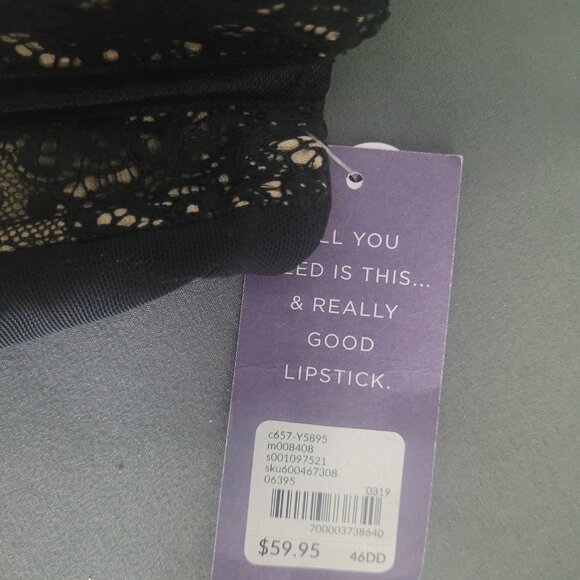 LL YOU
EED IS THIS...
& REALLY
GOOD
LIPSTICK.
c657-Y5895
m008408
s001097521
sku600467308
06395
0319
700003738640
$59.95 46DD